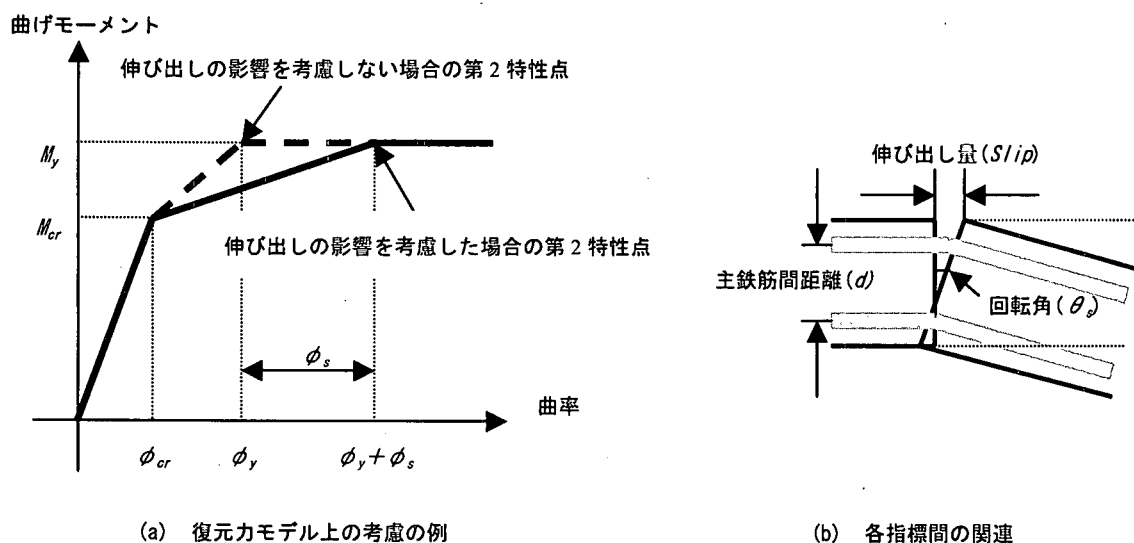 曲げモーメント
伸び出しの影響を考慮しない場合の第2特性点
M_y
M_cr
伸び出しの影響を考慮した場合の第2特性点
φ_s
曲率
φ_cr
φ_y
φ_y+φ_s
(a) 復元力モデル上の考慮の例
伸び出し量(Slip)
主鉄筋間距離(d)
回転角(θ_s)
(b) 各指標間の関連